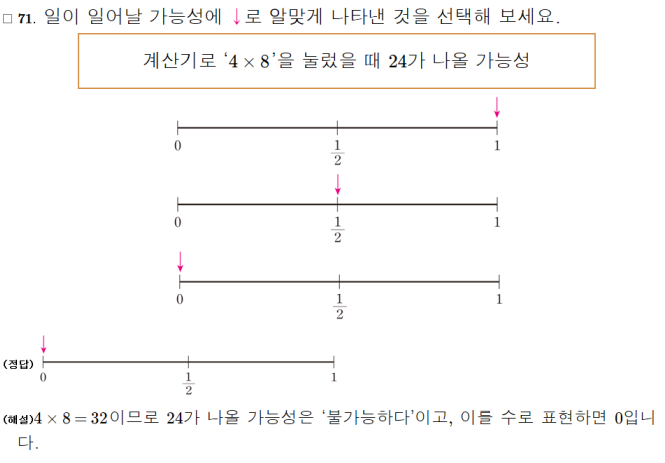 □ 71. 일이 일어날 가능성에 ↓로 알맞게 나타낸 것을 선택해 보세요.
계산기로 ‘4 × 8’을 눌렀을 때 24가 나올 가능성
0 1/2 1
0 1/2 1
0 1/2 1
(정답)
0 1/2 1
(해설)4 × 8 = 32이므로 24가 나올 가능성은 ‘불가능하다’이고, 이를 수로 표현하면 0입니
다.